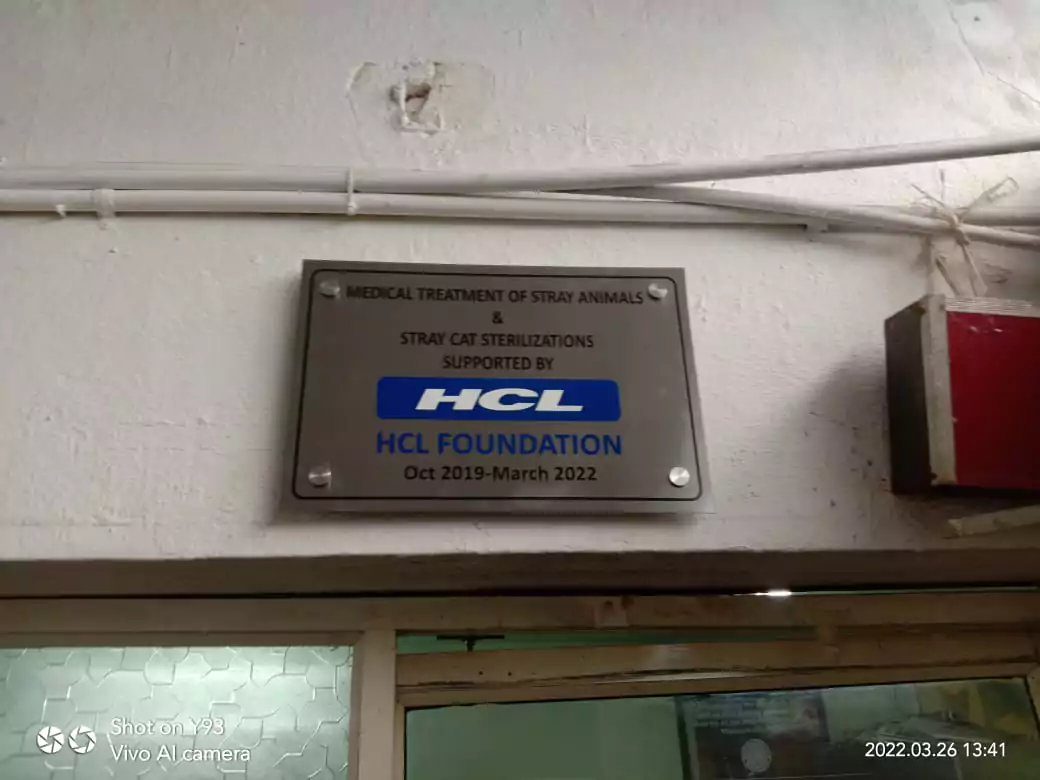 MEDICAL TREATMENT OF STRAY ANIMALS
&
STRAY CAT STERILIZATIONS
SUPPORTED BY
HCL
HCL FOUNDATION
Oct 2019-March 2022
Shot on Y93
Vivo AI camera
2022.03.26 13:41